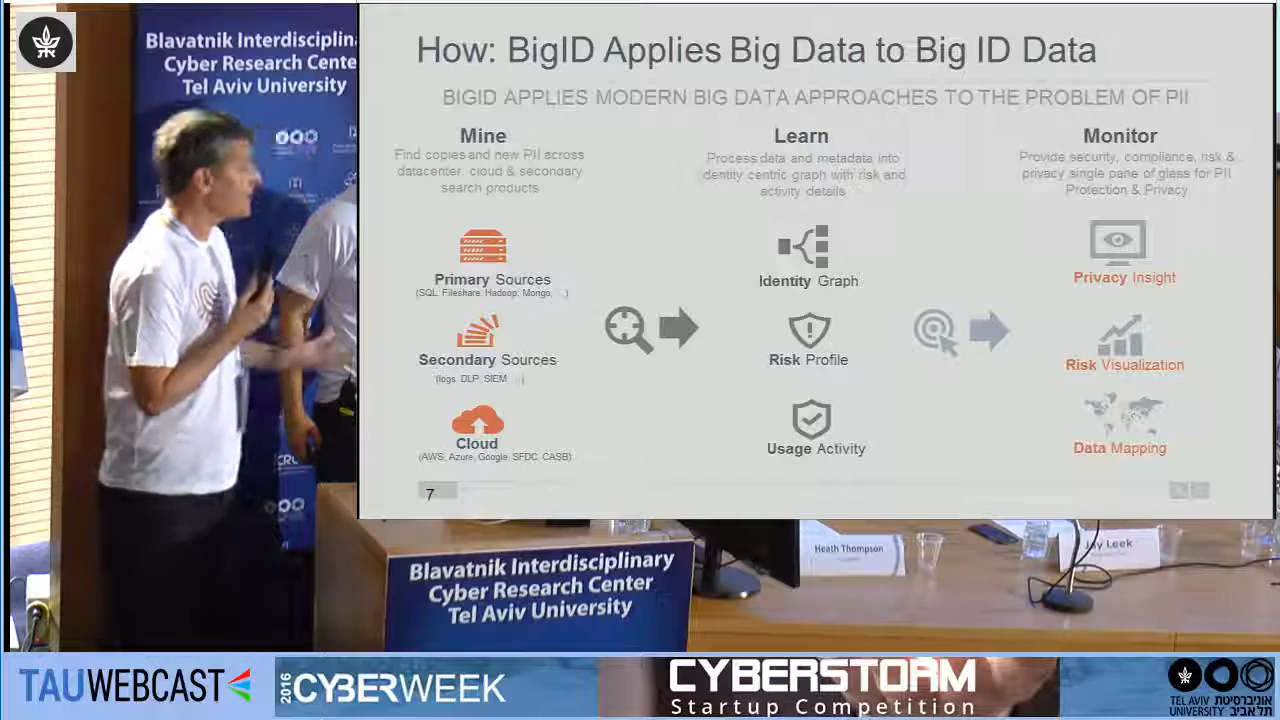 Blavatnik Interdisciplina
Cyber Research Cente
Tel Aviv University
How: BigID Applies Big Data to Big ID Data
BIGID APPLIES MODERN BIG DATA APPROACHES TO THE PROBLEM OF PII
Mine
Find copies and new PII across
datacenter, cloud & secondary
search products
Primary Sources
(SQL, Fileshare, Hadoop, Mongo, ...)
Secondary Sources
(logs, DLP, SIEM ...)
Cloud
(AWS, Azure, Google, SFDC, CASB)
Learn
Process data and metadata into
identity centric graph with risk and
activity details
Identity Graph
Risk Profile
Usage Activity
Monitor
Provide security, compliance, risk &
privacy single pane of glass for PII
Protection & Privacy
Privacy Insight
Risk Visualization
Data Mapping
7
Heath Thompson
Jay Leek
Blavatnik Interdisciplinary
Cyber Research Center
Tel Aviv University
TAUWEBCAST
2016 CYBERWEEK
CYBERSTORM
Startup Competition
TEL AVIV אוניברסיטת
UNIVERSITY תל אביב